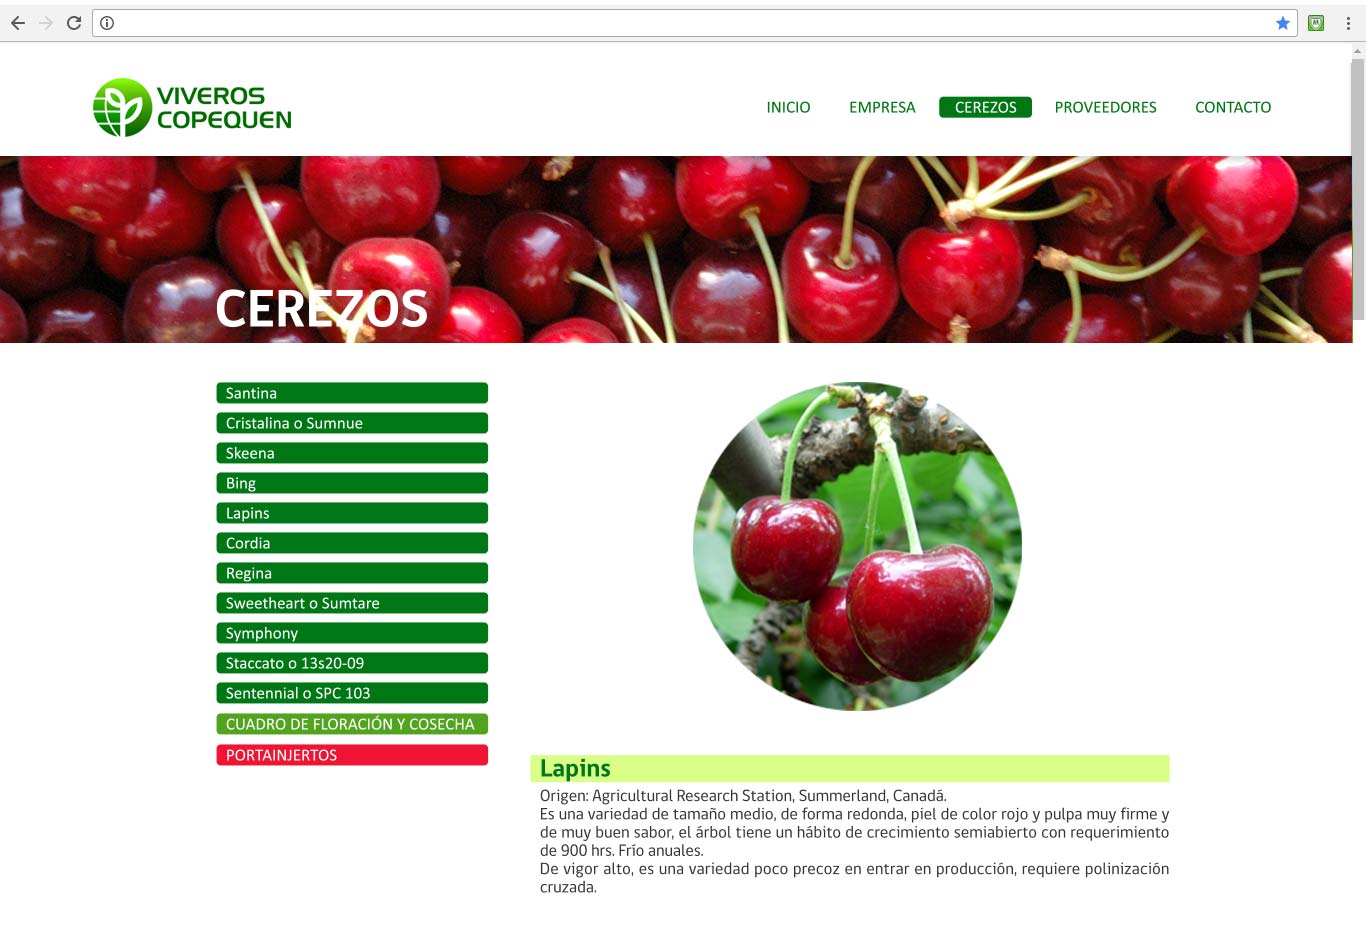 VIVEROS
COPEQUEN
INICIO EMPRESA CEREZOS PROVEEDORES CONTACTO
CEREZOS
Santina
Cristalina o Sumnue
Skeena
Bing
Lapins
Cordia
Regina
Sweetheart o Sumtare
Symphony
Staccato o 13s20-09
Sentennial o SPC 103
CUADRO DE FLORACIÓN Y COSECHA
PORTAINJERTOS
Lapins
Origen: Agricultural Research Station, Summerland, Canadá.
Es una variedad de tamaño medio, de forma redonda, piel de color rojo y pulpa muy firme y
de muy buen sabor, el árbol tiene un hábito de crecimiento semiabierto con requerimiento
de 900 hrs. Frío anuales.
De vigor alto, es una variedad poco precoz en entrar en producción, requiere polinización
cruzada.